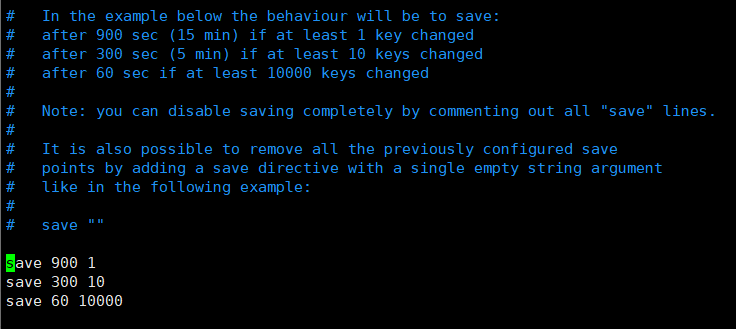 #   In the example below the behaviour will be to save:
#   after 900 sec (15 min) if at least 1 key changed
#   after 300 sec (5 min) if at least 10 keys changed
#   after 60 sec if at least 10000 keys changed
#
#   Note: you can disable saving completely by commenting out all "save" lines.
#
#   It is also possible to remove all the previously configured save
#   points by adding a save directive with a single empty string argument
#   like in the following example:
#
#   save ""

save 900 1
save 300 10
save 60 10000